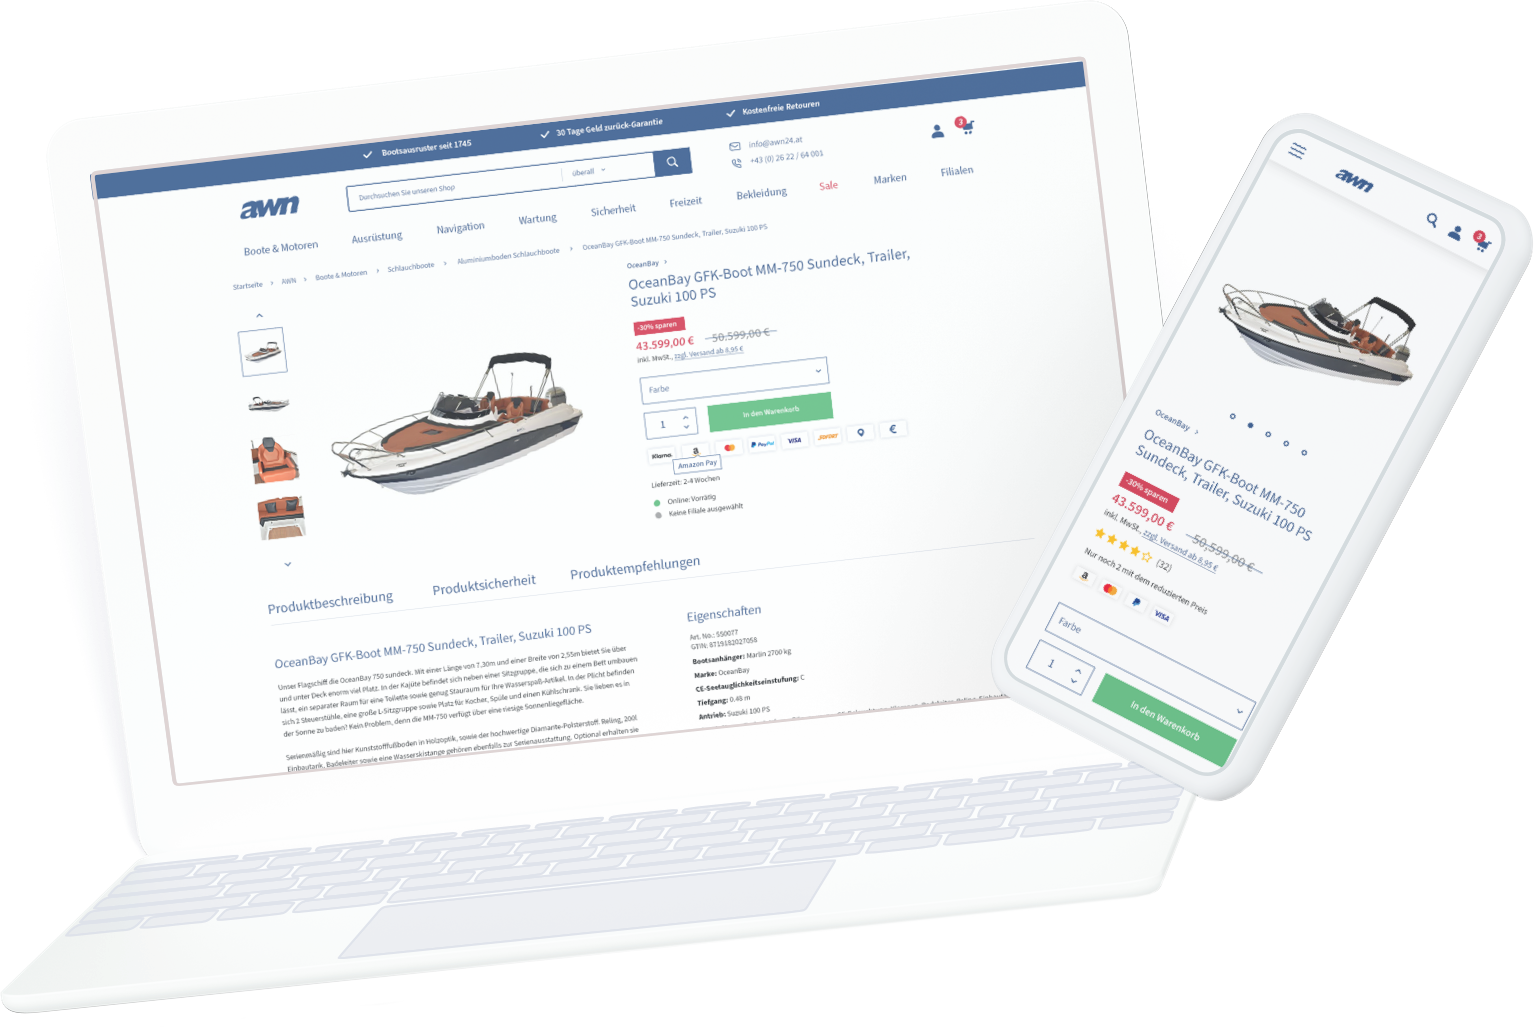 Bootsausruster seit 1745
30 Tage Geld zurück-Garantie
Kostenfreie Retouren
awn
Durchsuchen Sie unseren Shop
überall
info@awn24.at
+43 (0) 26 22 / 64 001
3
Boote & Motoren
Ausrüstung
Navigation
Wartung
Sicherheit
Freizeit
Bekleidung
Sale
Marken
Filialen
Startseite > AWN > Boote & Motoren > Schlauchboote > Aluminiumboden Schlauchboote > OceanBay GFK-Boot MM-750 Sundeck, Trailer, Suzuki 100 PS
OceanBay >
OceanBay GFK-Boot MM-750 Sundeck, Trailer,
Suzuki 100 PS
-30% sparen
43.599,00 € 50.599,00 €
inkl. MwSt., zzgl. Versand ab 8,95 €
Farbe
1
In den Warenkorb
Klarna. a PayPal VISA SOFORT €
Amazon Pay
Lieferzeit: 2-4 Wochen
Online: Vorrätig
Keine Filiale ausgewählt
Produktbeschreibung
Produktsicherheit
Produktempfehlungen
OceanBay GFK-Boot MM-750 Sundeck, Trailer, Suzuki 100 PS
Unser Flagschiff die OceanBay 750 sundeck. Mit einer Länge von 7,30m und einer Breite von 2,55m bietet Sie über
und unter Deck enorm viel Platz. In der Kajüte befindet sich neben einer Sitzgruppe, die sich zu einem Bett umbauen
lässt, ein separater Raum für eine Toilette sowie genug Stauraum für Ihre Wasserspaß-Artikel. In der Plicht befinden
sich 2 Steuerstühle, eine große L-Sitzgruppe sowie Platz für Kocher, Spüle und einen Kühlschrank. Sie lieben es in
der Sonne zu baden? Kein Problem, denn die MM-750 verfügt über eine riesige Sonnenliegefläche.
Serienmäßig sind hier Kunststofffußboden in Holzoptik, sowie der hochwertige Diamante-Polsterstoff. Reling, 200l
Einbautank, Badeleiter sowie eine Wasserskistange gehören ebenfalls zur Serienausstattung. Optional erhalten sie
Eigenschaften
Art. No.: 550077
GTIN: 8719182027058
Bootsanhänger: Marlin 2700 kg
Marke: OceanBay
CE-Seetauglichkeitseinstufung: C
Tiefgang: 0,46 m
Antrieb: Suzuki 100 PS
awn
3
OceanBay >
OceanBay GFK-Boot MM-750
Sundeck, Trailer, Suzuki 100 PS
-30% sparen
43.599,00 € 50.599,00 €
inkl. MwSt., zzgl. Versand ab 8,95 €
(32)
Nur noch 2 mit dem reduzierten Preis
a VISA
Farbe
1
In den Warenkorb